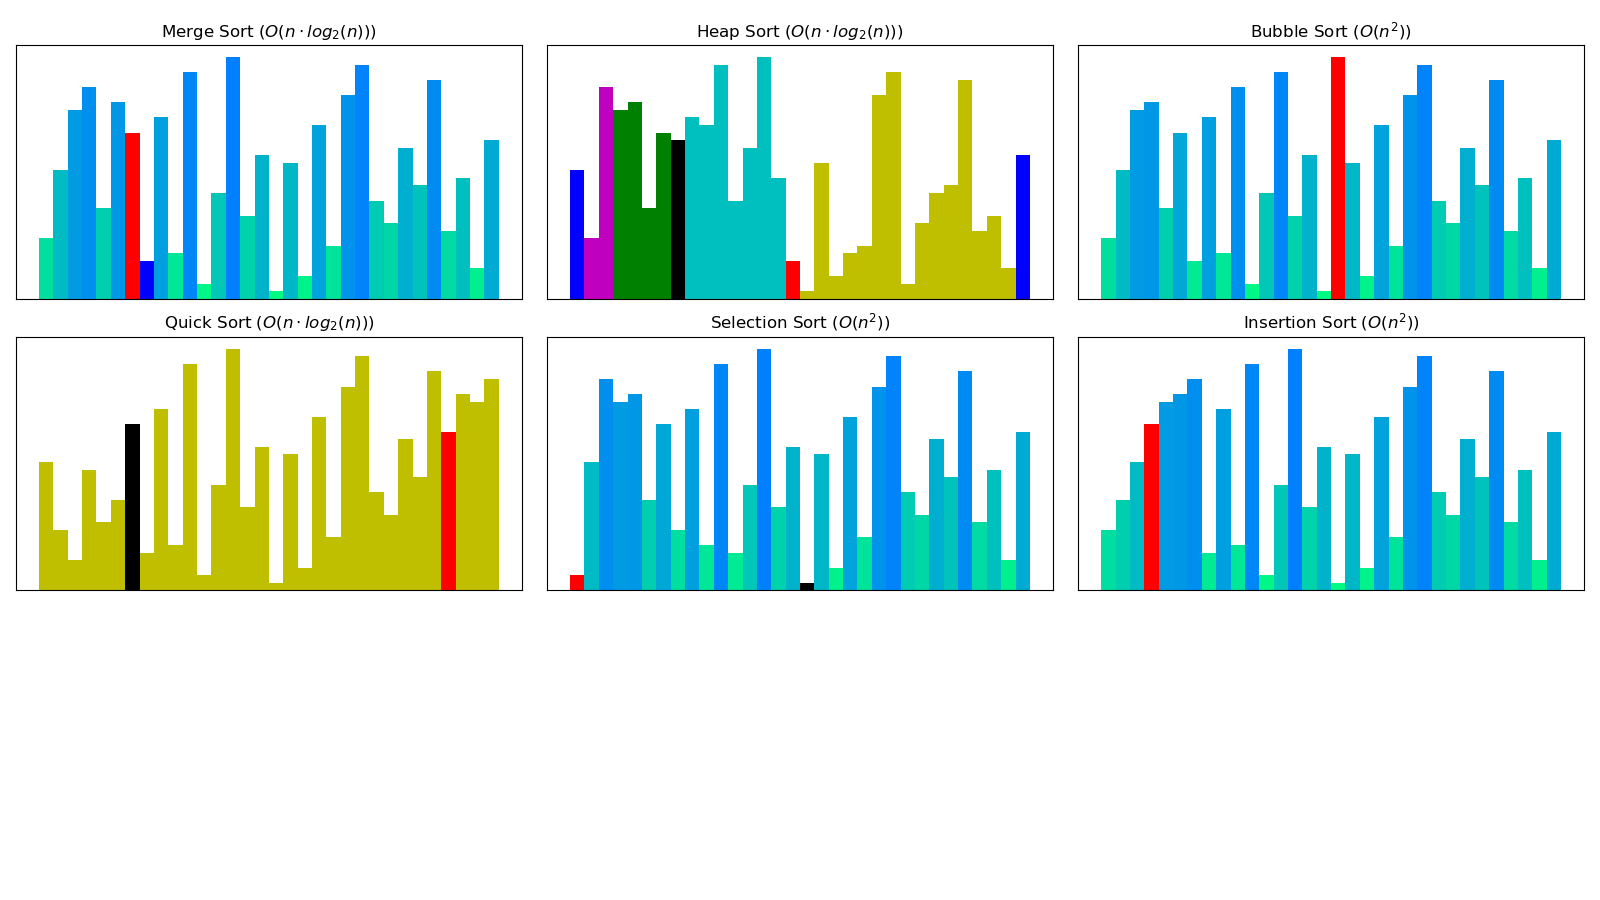 Merge Sort (O(n · log₂(n)))
Heap Sort (O(n · log₂(n)))
Bubble Sort (O(n²))
Quick Sort (O(n · log₂(n)))
Selection Sort (O(n²))
Insertion Sort (O(n²))